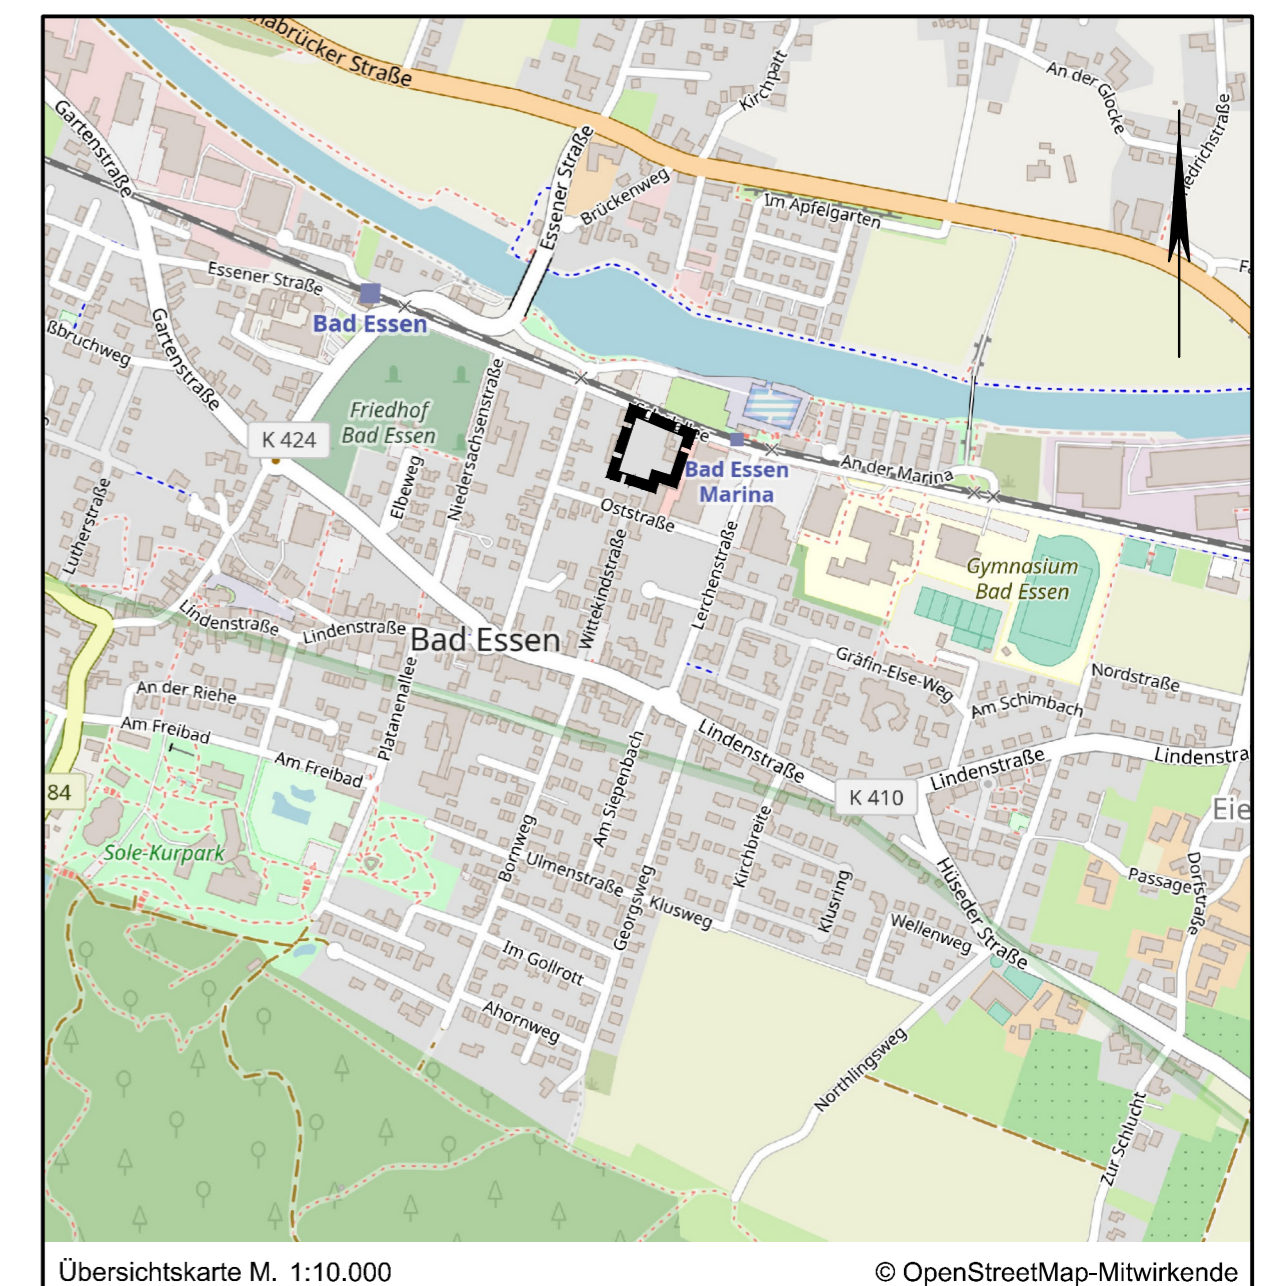 Straße
An der Glocke
Kirchpatt
Gartenstraße
Essener Straße
Brückenweg
Im Apfelgarten
Essener Straße
Bad Essen
Gartenstraße
Friedhof
Bad Essen
K 424
Niedersachsenstraße
Elbeweg
Bad Essen
Marina
An der Marina
Oststraße
Lutherstraße
Wittekindstraße
Lerchenstraße
Gymnasium
Bad Essen
Lindenstraße
Lindenstraße
Bad Essen
Gräfin-Else-Weg
Nordstraße
Am Schimbach
An der Riehe
Am Freibad
Platanenallee
Am Freibad
Lindenstraße
Lindenstraße
Lindenstra
84
K 410
Eie
Am Siepenbach
Sole-Kurpark
Bornweg
Ulmenstraße
Kirchbreite
Klusring
Georgsweg
Klusweg
Hüseder Straße
Passage
Dorfstraße
Wellenweg
Im Gollrott
Ahornweg
Northlingsweg
Zur Schlucht
Übersichtskarte M. 1:10.000
© OpenStreetMap-Mitwirkende